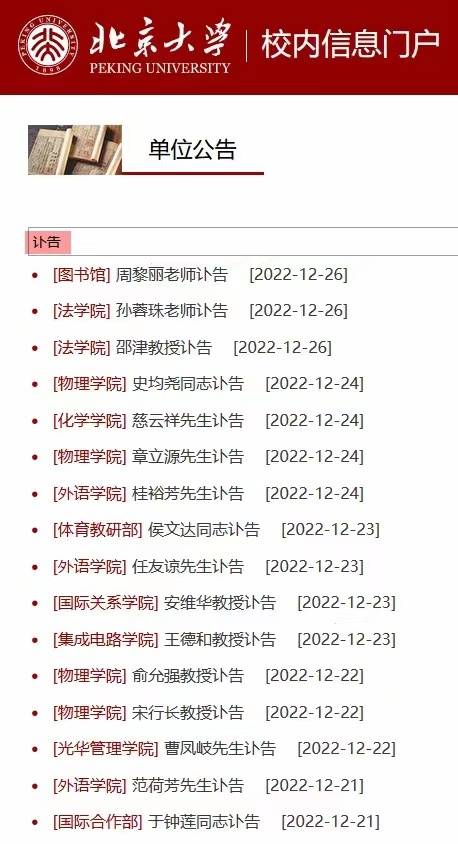 北京大学 校内信息门户
PEKING UNIVERSITY
PEKING UNIVERSITY
1898
单位公告
讣告
[图书馆] 周黎丽老师讣告 [2022-12-26]
[法学院] 孙蓉珠老师讣告 [2022-12-26]
[法学院] 邵津教授讣告 [2022-12-26]
[物理学院] 史均尧同志讣告 [2022-12-24]
[化学学院] 慈云祥先生讣告 [2022-12-24]
[物理学院] 章立源先生讣告 [2022-12-24]
[外语学院] 桂裕芳先生讣告 [2022-12-24]
[体育教研部] 侯文达同志讣告 [2022-12-23]
[外语学院] 任友谅先生讣告 [2022-12-23]
[国际关系学院] 安维华教授讣告 [2022-12-23]
[集成电路学院] 王德和教授讣告 [2022-12-23]
[物理学院] 俞允强教授讣告 [2022-12-22]
[物理学院] 宋行长教授讣告 [2022-12-22]
[光华管理学院] 曹凤岐先生讣告 [2022-12-22]
[外语学院] 范荷芳先生讣告 [2022-12-21]
[国际合作部] 于钟莲同志讣告 [2022-12-21]